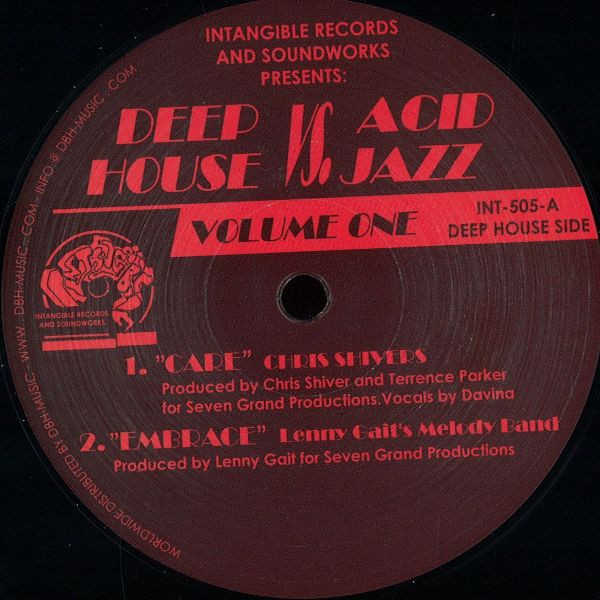 INTANGIBLE RECORDS
AND SOUNDWORKS
PRESENTS:
DEEP HOUSE VS. ACID JAZZ
VOLUME ONE
INT-505-A
DEEP HOUSE SIDE
INTANGIBLE
INTANGIBLE RECORDS
AND SOUNDWORKS
1. "CARE" CHRIS SHIVERS
Produced by Chris Shiver and Terrence Parker
for Seven Grand Productions.Vocals by Davina
2. "EMBRACE" Lenny Gait's Melody Band
Produced by Lenny Gait for Seven Grand Productions
WORLDWIDE DISTRIBUTED BY DBH-MUSIC - WWW . DBH-MUSIC . COM - INFO @ DBH-MUSIC . COM